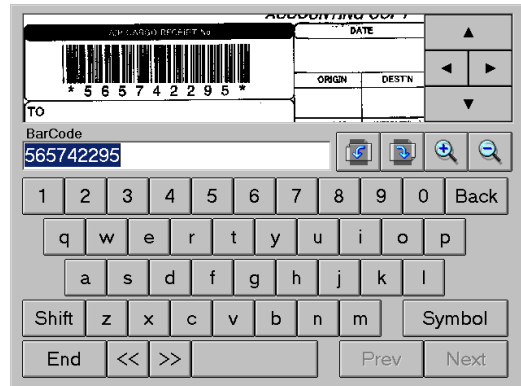 ACCOUNTING COPY
AIR CARGO RECEIPT No
DATE
* 5 6 5 7 4 2 2 9 5 *
ORIGIN DEST'N
TO
BarCode
565742295
1 2 3 4 5 6 7 8 9 0 Back
q w e r t y u i o p
a s d f g h j k l
Shift z x c v b n m Symbol
End << >> Prev Next